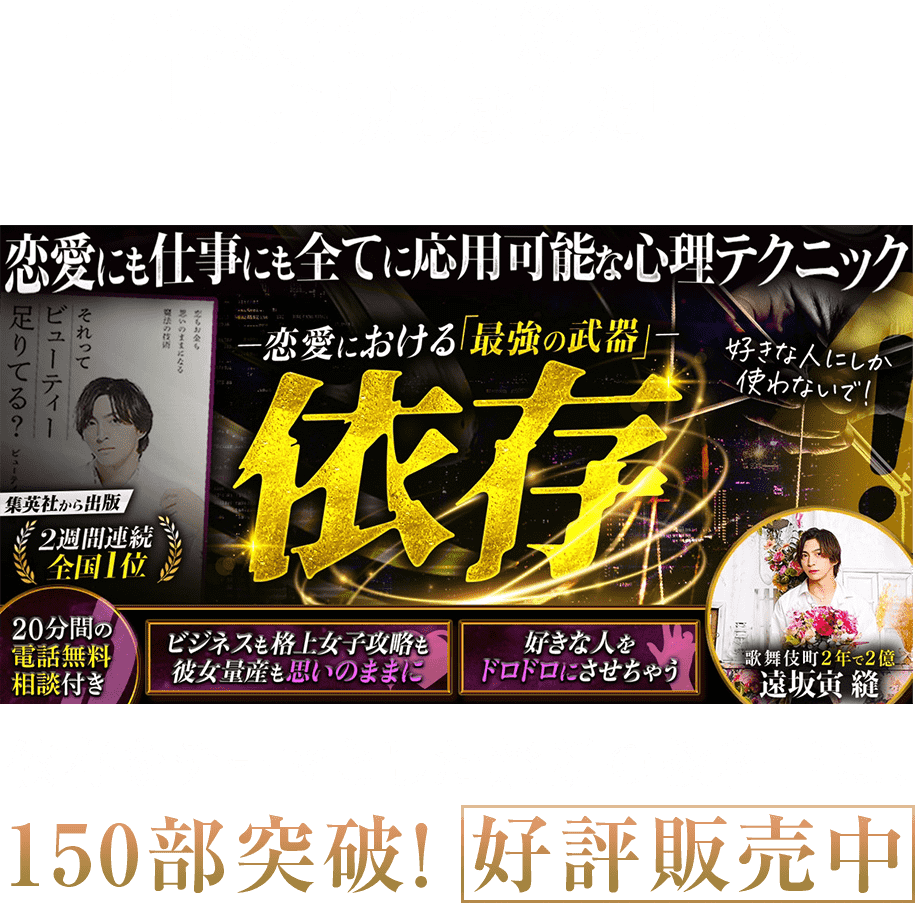 恋愛にも仕事にも全てに応用可能な心理テクニック
恋もお金も
思いのままになる
魔法の技術
それって
ビューティー
足りてる？
―恋愛における「最強の武器」―
依存
好きな人にしか
使わないで！
集英社から出版
2週間連続
全国1位
20分間の
電話無料
相談付き
ビジネスも格上女子攻略も
彼女量産も思いのままに
好きな人を
ドロドロにさせちゃう
歌舞伎町2年で2億
遠坂寅 縫
150部突破!
好評販売中